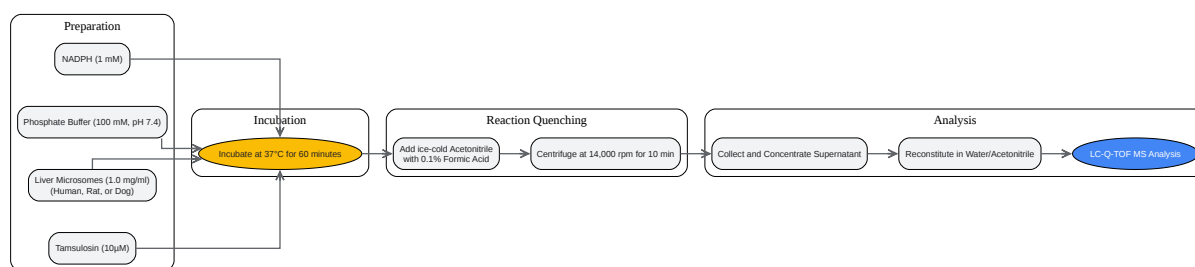 Preparation
NADPH (1 mM)
Phosphate Buffer (100 mM, pH 7.4)
Liver Microsomes (1.0 mg/ml)
(Human, Rat, or Dog)
Tamsulosin (10µM)
Incubation
Incubate at 37°C for 60 minutes
Reaction Quenching
Add ice-cold Acetonitrile
with 0.1% Formic Acid
Centrifuge at 14,000 rpm for 10 min
Analysis
Collect and Concentrate Supernatant
Reconstitute in Water/Acetonitrile
LC-Q-TOF MS Analysis